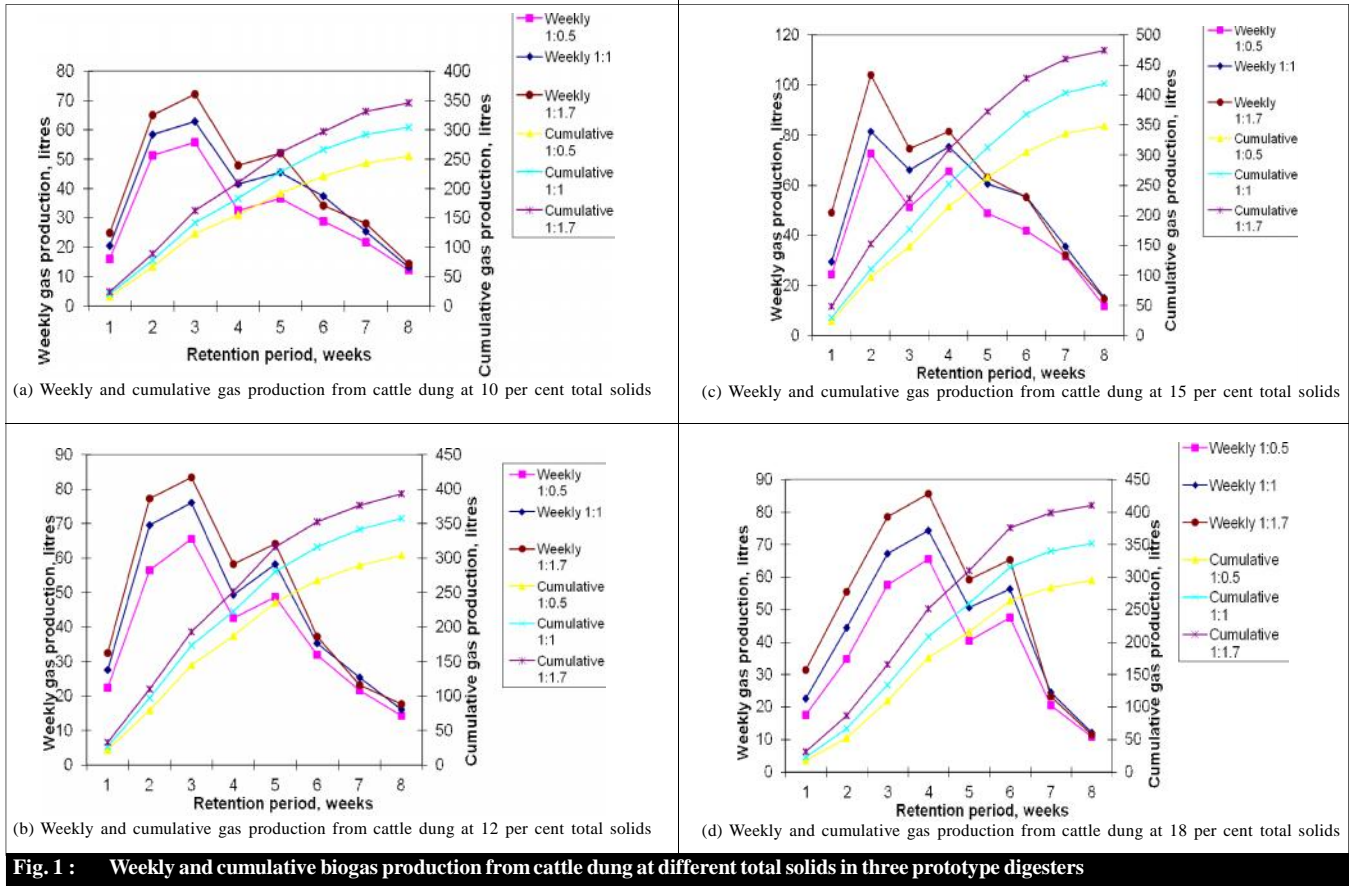 Weekly
1:0.5
Weekly 1:1
Weekly
1:1.7
Cumulative
1:0.5
Cumulative
1:1
Cumulative
1:1.7
80
70
60
50
40
30
20
10
0
400
350
300
250
200
150
100
50
0
1 2 3 4 5 6 7 8
Weekly gas production, litres
Cumulative gas production, litres
Retention period, weeks
(a) Weekly and cumulative gas production from cattle dung at 10 per cent total solids
Weekly
1:0.5
Weekly 1:1
Weekly
1:1.7
Cumulative
1:0.5
Cumulative
1:1
Cumulative
1:1.7
120
100
80
60
40
20
0
500
450
400
350
300
250
200
150
100
50
0
1 2 3 4 5 6 7 8
Weekly gas production, litres
Cumulative gas production, litres
Retention period, weeks
(c) Weekly and cumulative gas production from cattle dung at 15 per cent total solids
Weekly
1:0.5
Weekly 1:1
Weekly
1:1.7
Cumulative
1:0.5
Cumulative
1:1
Cumulative
1:1.7
90
80
70
60
50
40
30
20
10
0
450
400
350
300
250
200
150
100
50
0
1 2 3 4 5 6 7 8
Weekly gas production, litres
Cumulative gas production, litres
Retention period, weeks
(b) Weekly and cumulative gas production from cattle dung at 12 per cent total solids
Weekly 1:0.5
Weekly 1:1
Weekly 1:1.7
Cumulative
1:0.5
Cumulative
1:1
Cumulative
1:1.7
90
80
70
60
50
40
30
20
10
0
450
400
350
300
250
200
150
100
50
0
1 2 3 4 5 6 7 8
Weekly gas production, litres
Cumulative gas production, litres
Retention period, weeks
(d) Weekly and cumulative gas production from cattle dung at 18 per cent total solids
Fig. 1 : Weekly and cumulative biogas production from cattle dung at different total solids in three prototype digesters